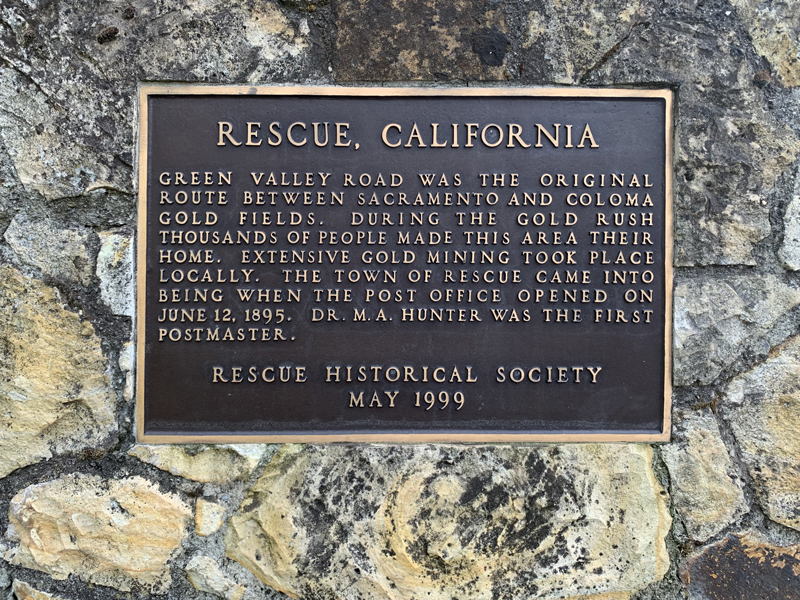 RESCUE, CALIFORNIA
GREEN VALLEY ROAD WAS THE ORIGINAL
ROUTE BETWEEN SACRAMENTO AND COLOMA
GOLD FIELDS. DURING THE GOLD RUSH
THOUSANDS OF PEOPLE MADE THIS AREA THEIR
HOME. EXTENSIVE GOLD MINING TOOK PLACE
LOCALLY. THE TOWN OF RESCUE CAME INTO
BEING WHEN THE POST OFFICE OPENED ON
JUNE 12, 1895. DR. M.A. HUNTER WAS THE FIRST
POSTMASTER.
RESCUE HISTORICAL SOCIETY
MAY 1999